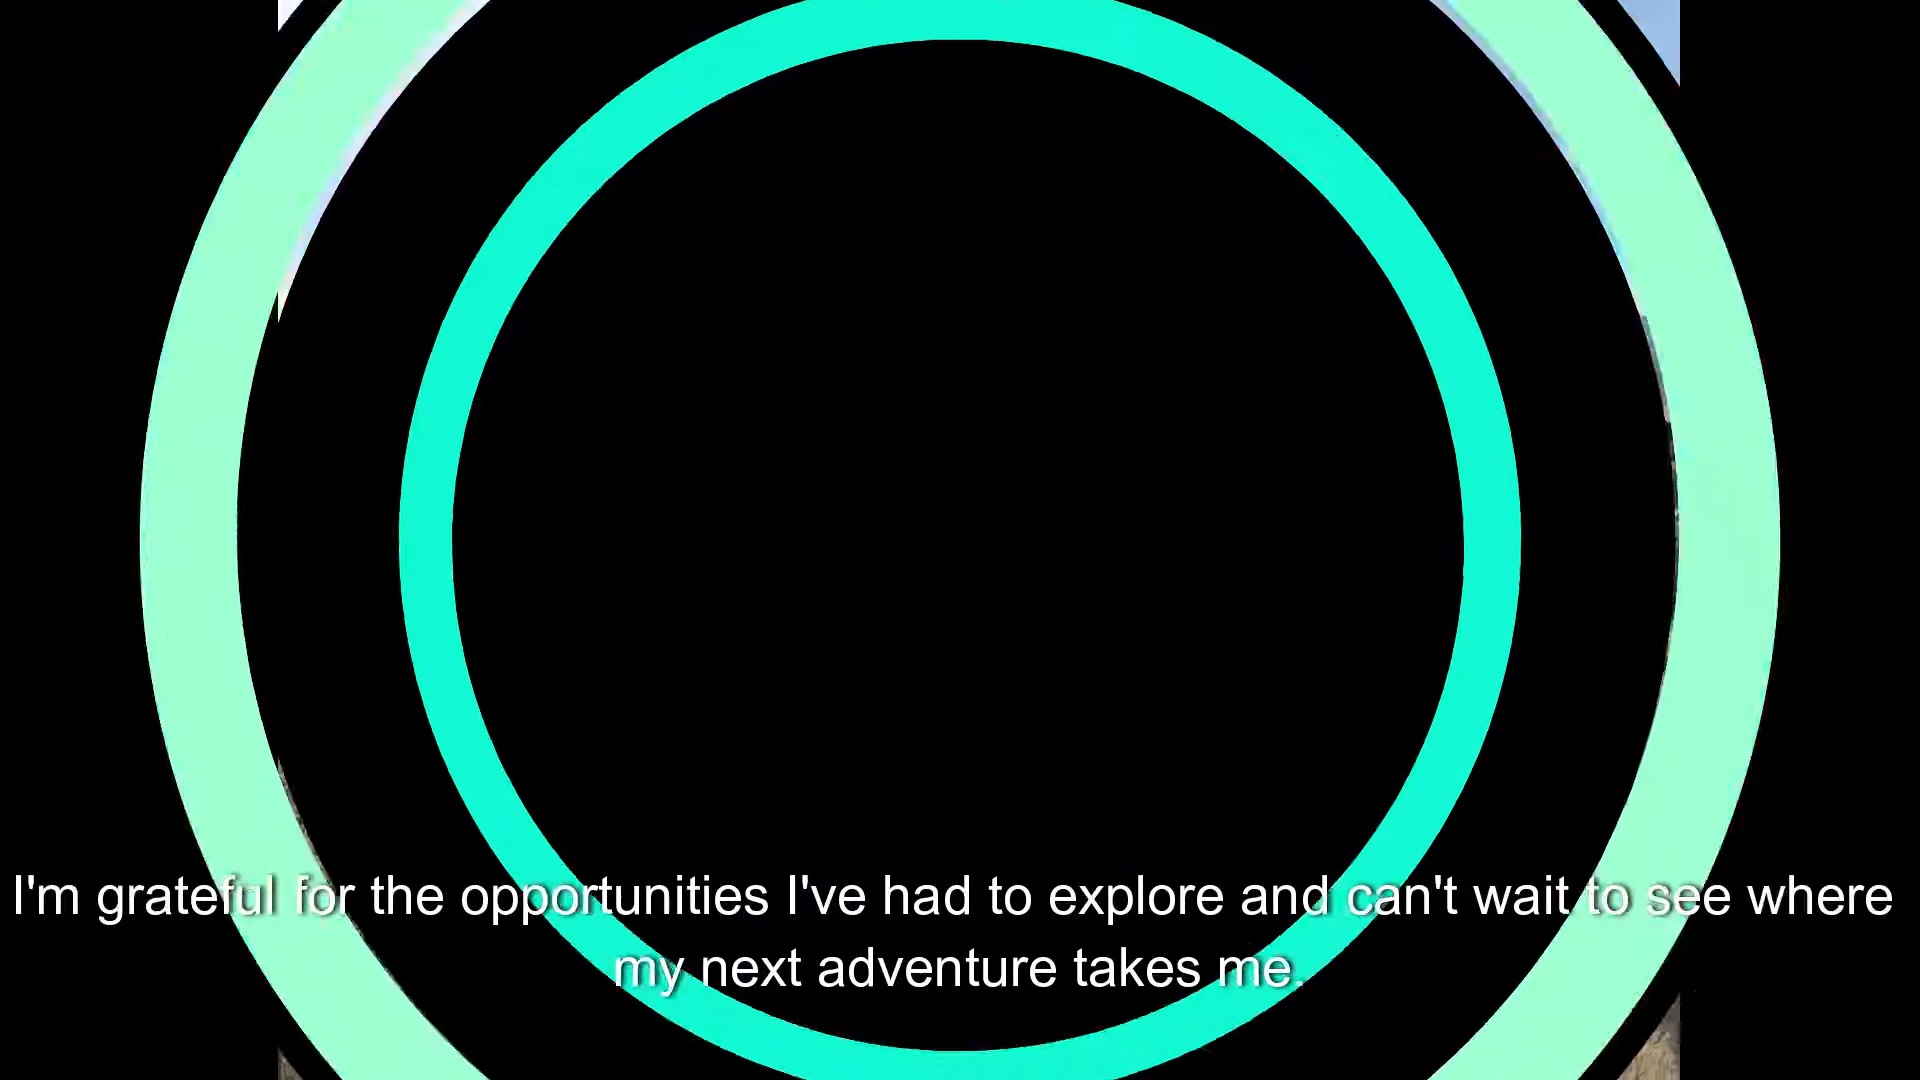 I'm grateful for the opportunities I've had to explore and can't wait to see where
my next adventure takes me.